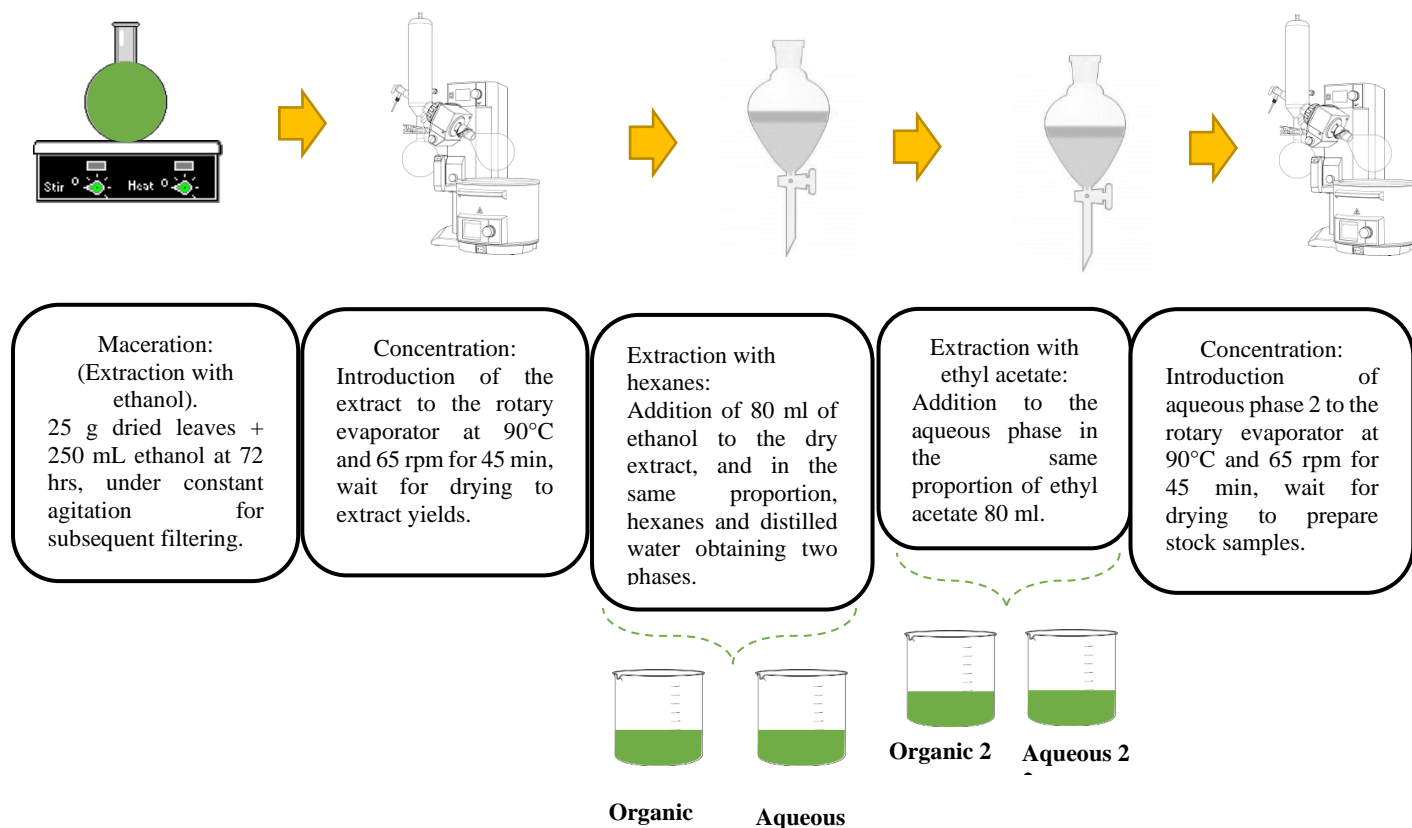 Stir 0 Heat 0
Maceration:
(Extraction with
ethanol).
25 g dried leaves +
250 mL ethanol at 72
hrs, under constant
agitation for
subsequent filtering.
Concentration:
Introduction of the
extract to the rotary
evaporator at 90°C
and 65 rpm for 45 min,
wait for drying to
extract yields.
Extraction with
hexanes:
Addition of 80 ml of
ethanol to the dry
extract, and in the
same proportion,
hexanes and distilled
water obtaining two
phases.
Extraction with
ethyl acetate:
Addition to the
aqueous phase in
the same
proportion of ethyl
acetate 80 ml.
Concentration:
Introduction of
aqueous phase 2 to the
rotary evaporator at
90°C and 65 rpm for
45 min, wait for
drying to prepare
stock samples.
Organic 2
Aqueous 2
Organic
Aqueous